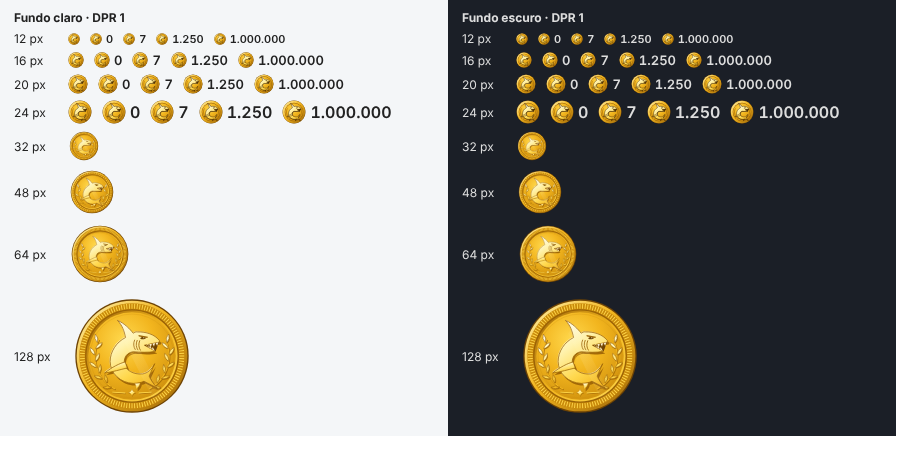 Fundo claro · DPR 1
12 px 0 7 1.250 1.000.000
16 px 0 7 1.250 1.000.000
20 px 0 7 1.250 1.000.000
24 px 0 7 1.250 1.000.000
32 px
48 px
64 px
128 px
Fundo escuro · DPR 1
12 px 0 7 1.250 1.000.000
16 px 0 7 1.250 1.000.000
20 px 0 7 1.250 1.000.000
24 px 0 7 1.250 1.000.000
32 px
48 px
64 px
128 px